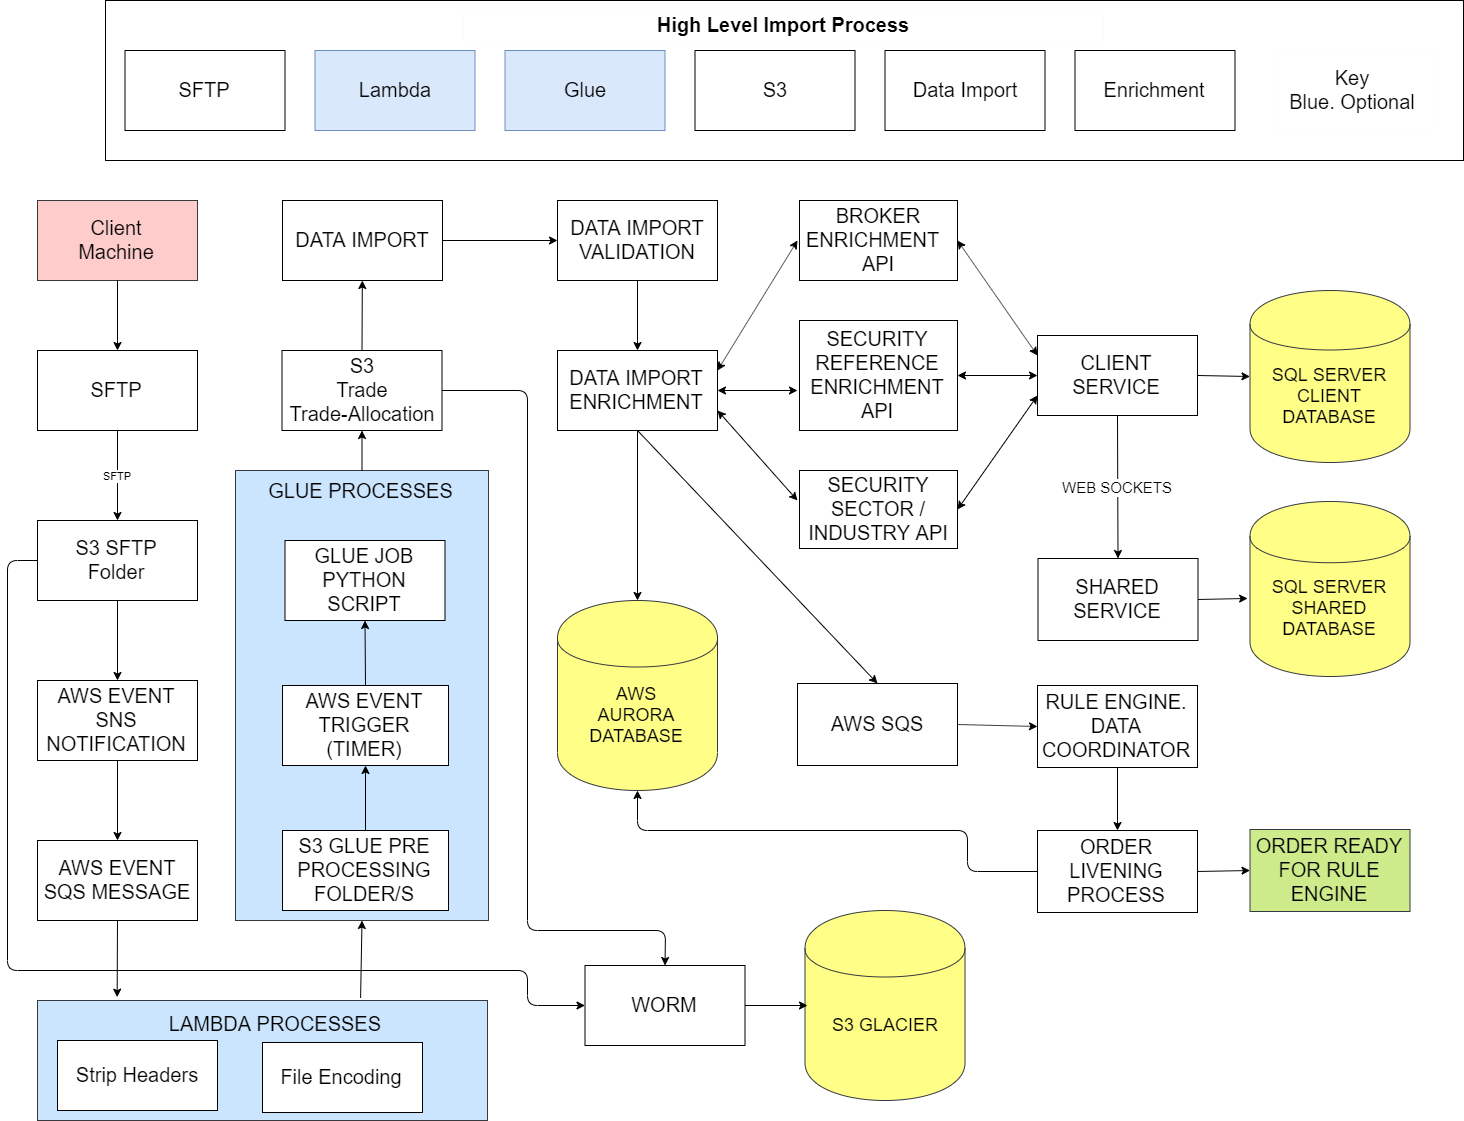 High Level Import Process
SFTP
Lambda
Glue
S3
Data Import
Enrichment
Key
Blue. Optional
Client
Machine
SFTP
SFTP
S3 SFTP
Folder
AWS EVENT
SNS
NOTIFICATION
AWS EVENT
SQS MESSAGE
LAMBDA PROCESSES
Strip Headers
File Encoding
GLUE PROCESSES
GLUE JOB
PYTHON
SCRIPT
AWS EVENT
TRIGGER
(TIMER)
S3 GLUE PRE
PROCESSING
FOLDER/S
S3
Trade
Trade-Allocation
DATA IMPORT
DATA IMPORT
VALIDATION
DATA IMPORT
ENRICHMENT
BROKER
ENRICHMENT
API
SECURITY
REFERENCE
ENRICHMENT
API
SECURITY
SECTOR /
INDUSTRY API
CLIENT
SERVICE
SQL SERVER
CLIENT
DATABASE
WEB SOCKETS
SHARED
SERVICE
SQL SERVER
SHARED
DATABASE
AWS
AURORA
DATABASE
AWS SQS
RULE ENGINE.
DATA
COORDINATOR
ORDER
LIVENING
PROCESS
ORDER READY
FOR RULE
ENGINE
WORM
S3 GLACIER